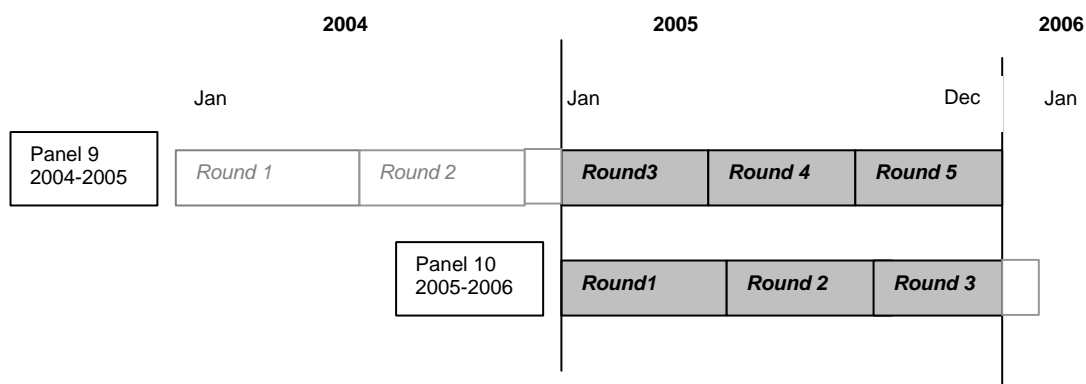 2004 2005 2006
Jan Jan Dec Jan
Panel 9
2004-2005
Round 1 Round 2 Round3 Round 4 Round 5
Panel 10
2005-2006
Round1 Round 2 Round 3